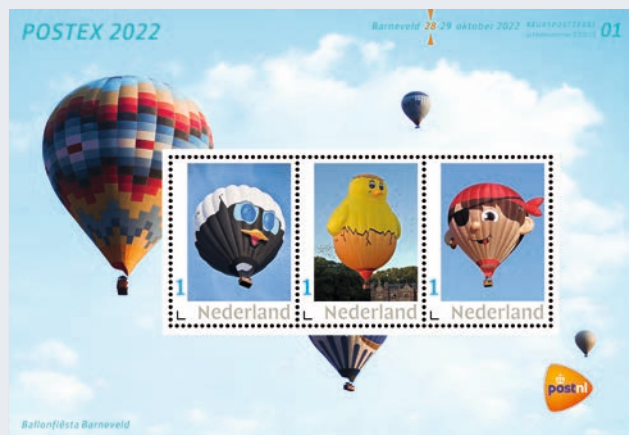 POSTEX 2022
Barneveld 28-29 oktober 2022
01
1 Nederland
1 Nederland
1 Nederland
postnl
Ballonfiësta Barneveld